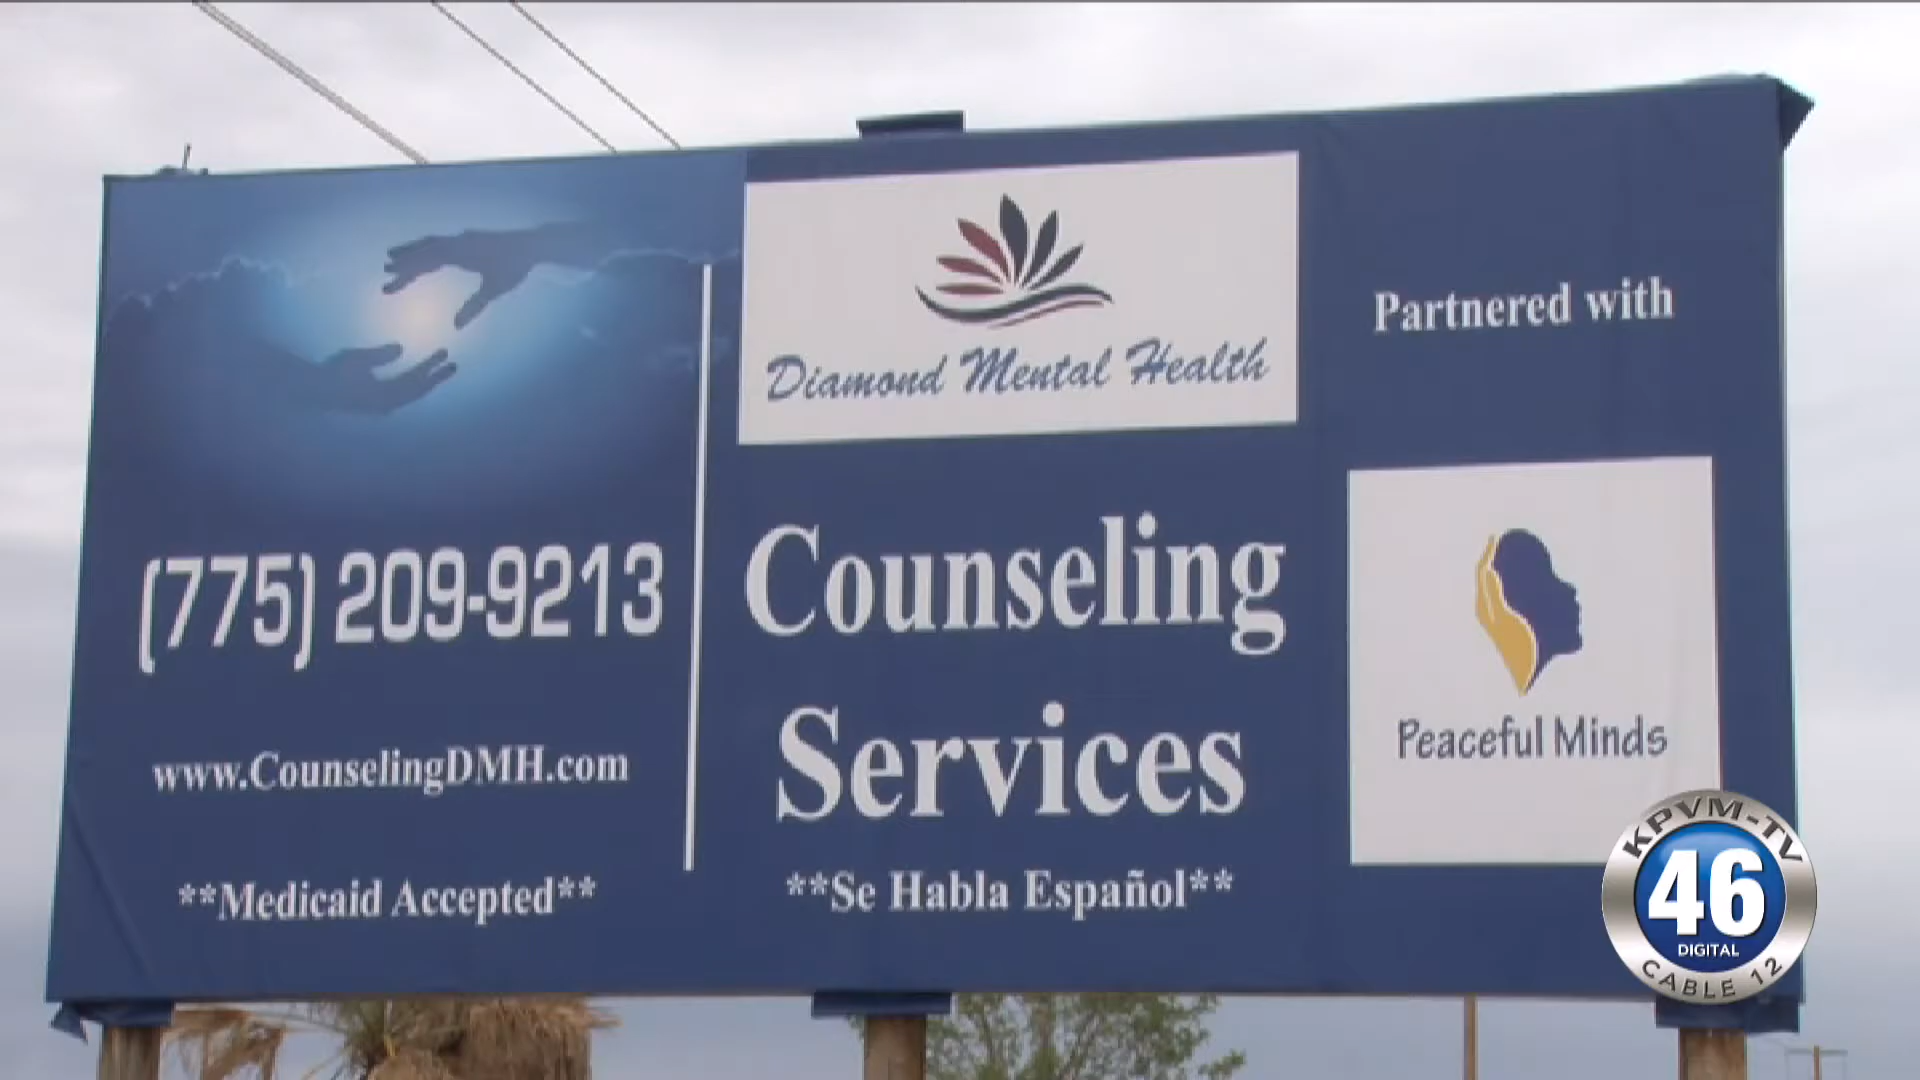 (775) 209-9213
www.CounselingDMH.com
**Medicaid Accepted**
Diamond Mental Health
Counseling
Services
**Se Habla Español**
Partnered with
Peaceful Minds
KPVM-TV
46
DIGITAL
CABLE 12